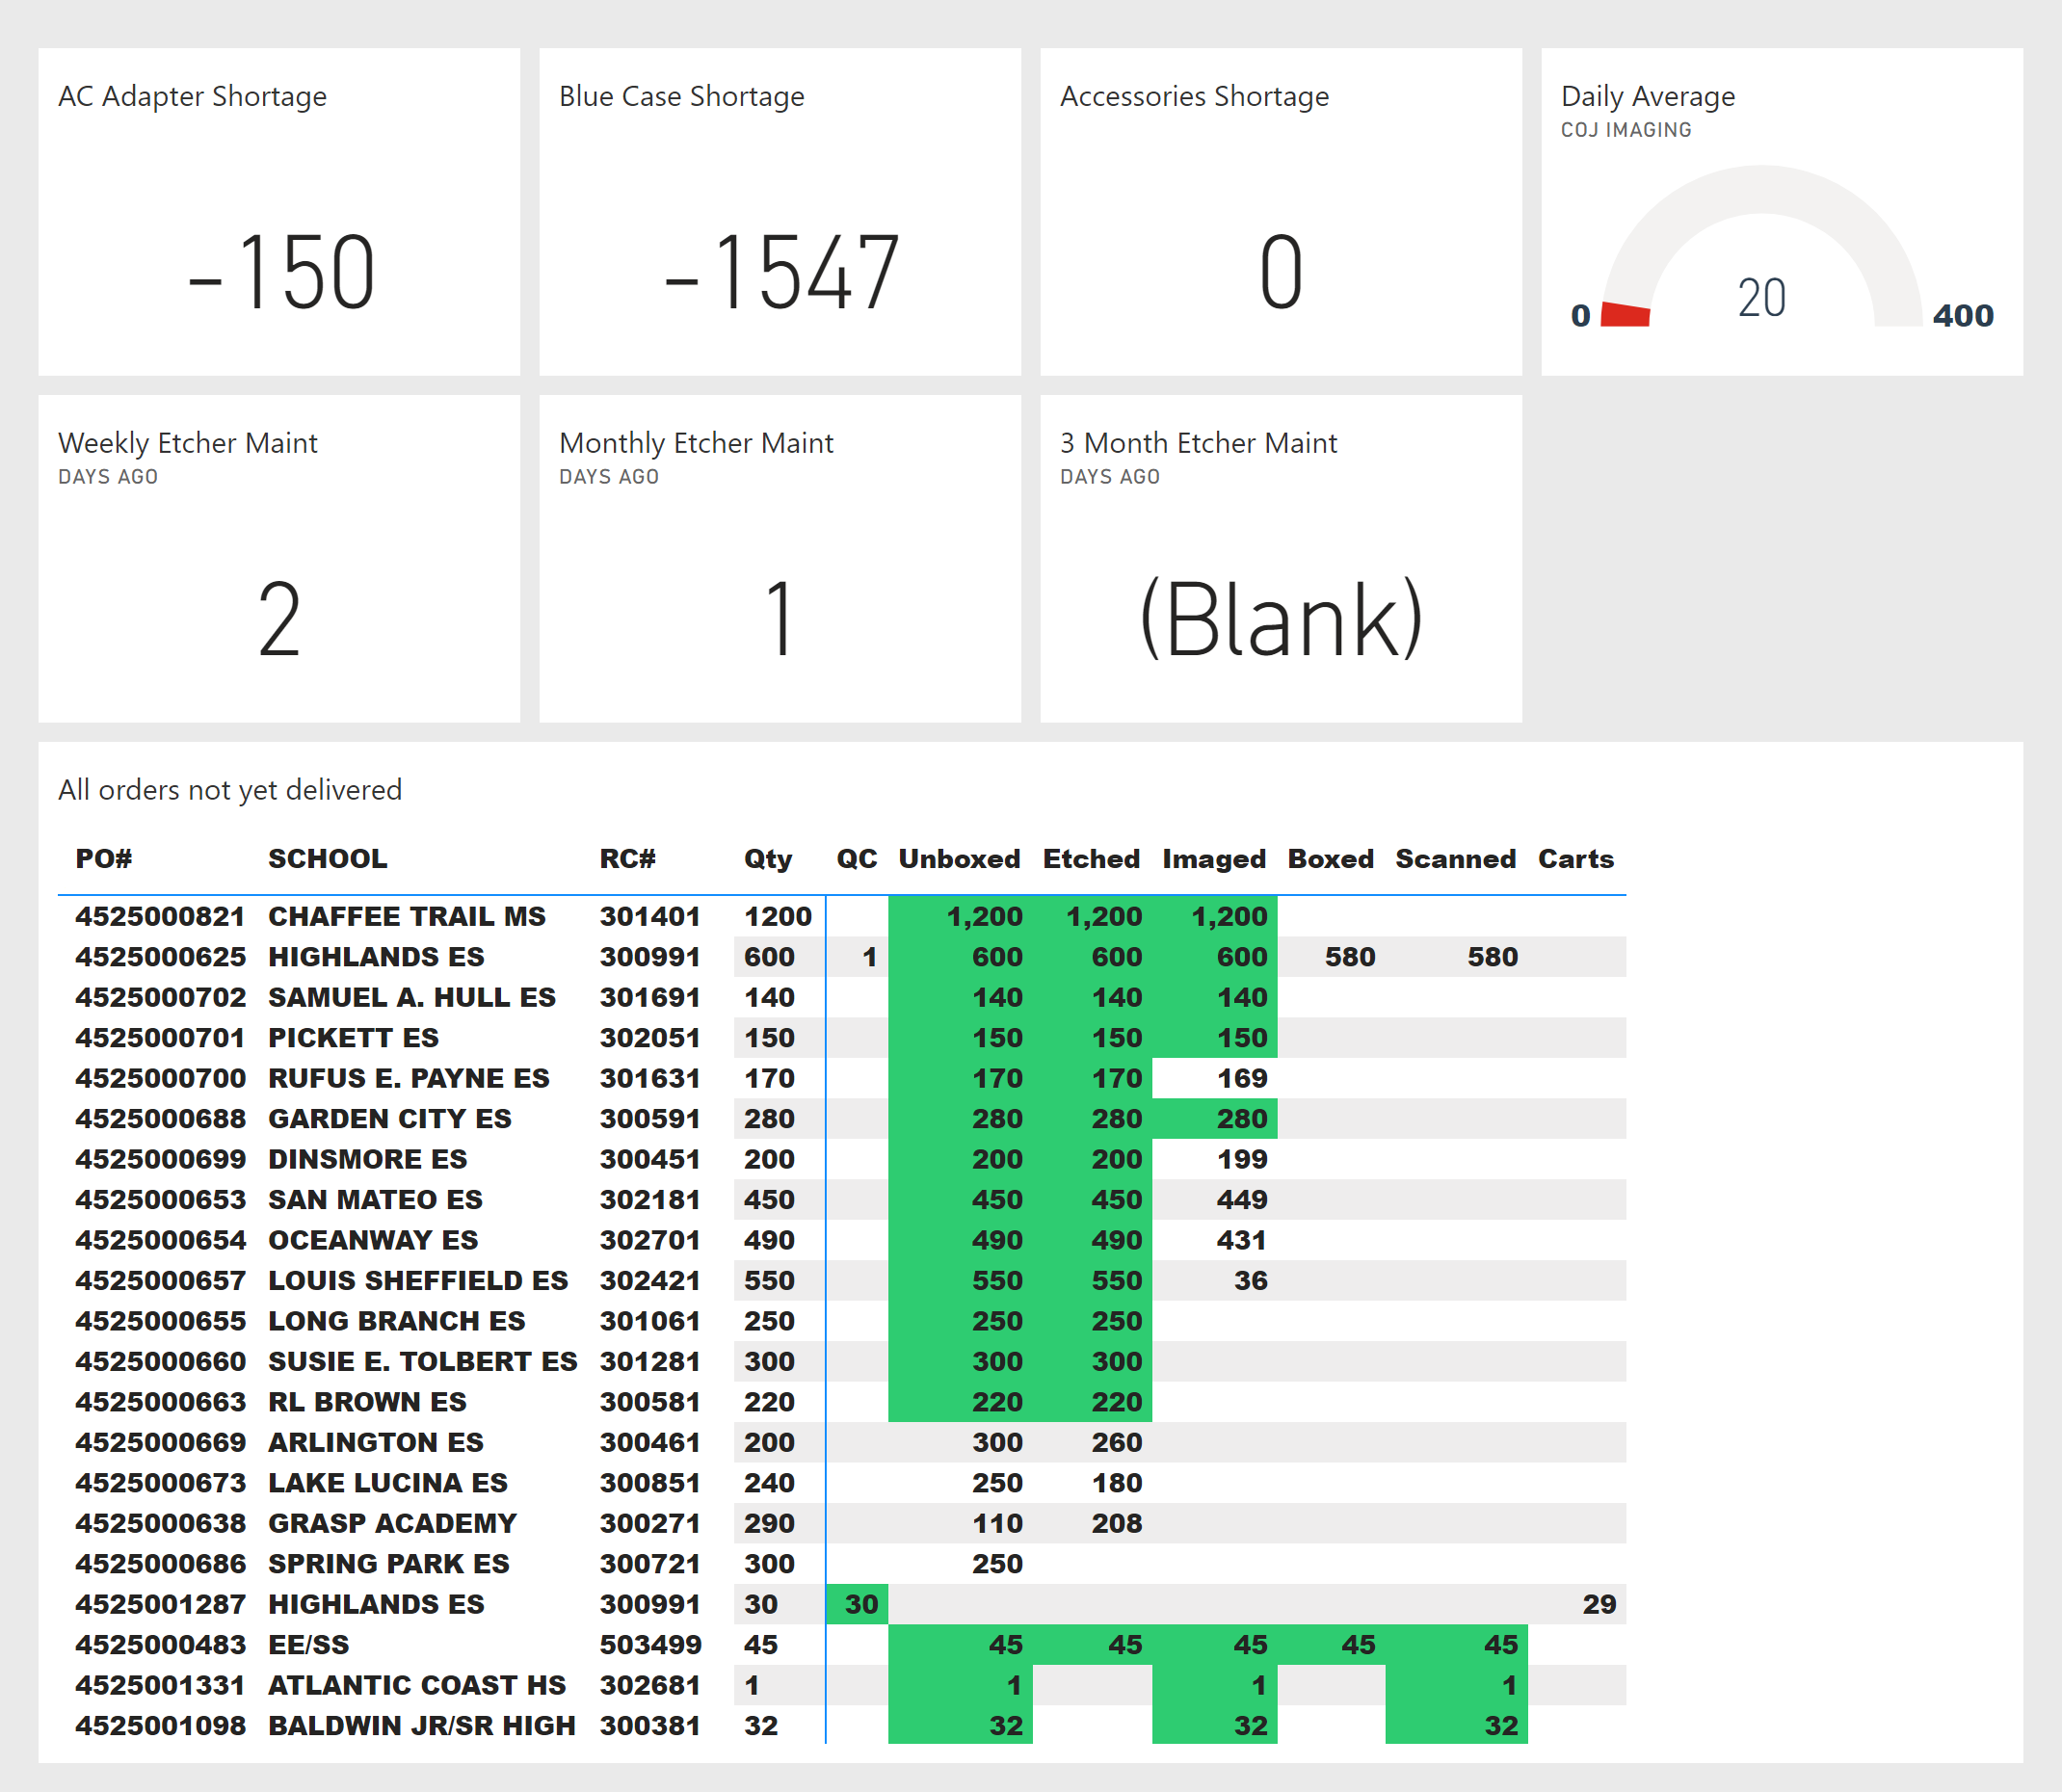 AC Adapter Shortage
-150
Blue Case Shortage
-1547
Accessories Shortage
0
Daily Average
COJ IMAGING
0 20 400
Weekly Etcher Maint
DAYS AGO
2
Monthly Etcher Maint
DAYS AGO
1
3 Month Etcher Maint
DAYS AGO
(Blank)
All orders not yet delivered
PO# SCHOOL RC# Qty QC Unboxed Etched Imaged Boxed Scanned Carts
4525000821 CHAFFEE TRAIL MS 301401 1200 1,200 1,200 1,200
4525000625 HIGHLANDS ES 300991 600 1 600 600 600 580 580
4525000702 SAMUEL A. HULL ES 301691 140 140 140 140
4525000701 PICKETT ES 302051 150 150 150 150
4525000700 RUFUS E. PAYNE ES 301631 170 170 170 169
4525000688 GARDEN CITY ES 300591 280 280 280 280
4525000699 DINSMORE ES 300451 200 200 200 199
4525000653 SAN MATEO ES 302181 450 450 450 449
4525000654 OCEANWAY ES 302701 490 490 490 431
4525000657 LOUIS SHEFFIELD ES 302421 550 550 550 36
4525000655 LONG BRANCH ES 301061 250 250 250
4525000660 SUSIE E. TOLBERT ES 301281 300 300 300
4525000663 RL BROWN ES 300581 220 220 220
4525000669 ARLINGTON ES 300461 200 300 260
4525000673 LAKE LUCINA ES 300851 240 250 180
4525000638 GRASP ACADEMY 300271 290 110 208
4525000686 SPRING PARK ES 300721 300 250
4525001287 HIGHLANDS ES 300991 30 30 29
4525000483 EE/SS 503499 45 45 45 45 45 45
4525001331 ATLANTIC COAST HS 302681 1 1 1 1
4525001098 BALDWIN JR/SR HIGH 300381 32 32 32 32